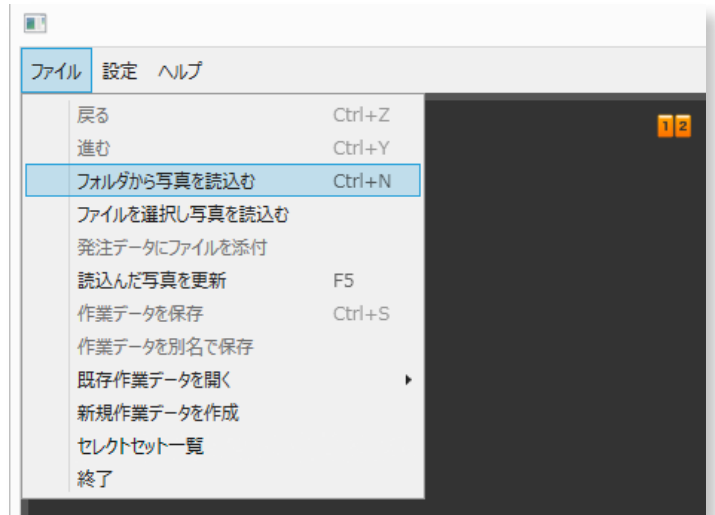 ファイル 設定 ヘルプ
戻る Ctrl+Z
進む Ctrl+Y
フォルダから写真を読込む Ctrl+N
ファイルを選択し写真を読込む
発注データにファイルを添付
読込んだ写真を更新 F5
作業データを保存 Ctrl+S
作業データを別名で保存
既存作業データを開く
新規作業データを作成
セレクトセット一覧
終了
1 2